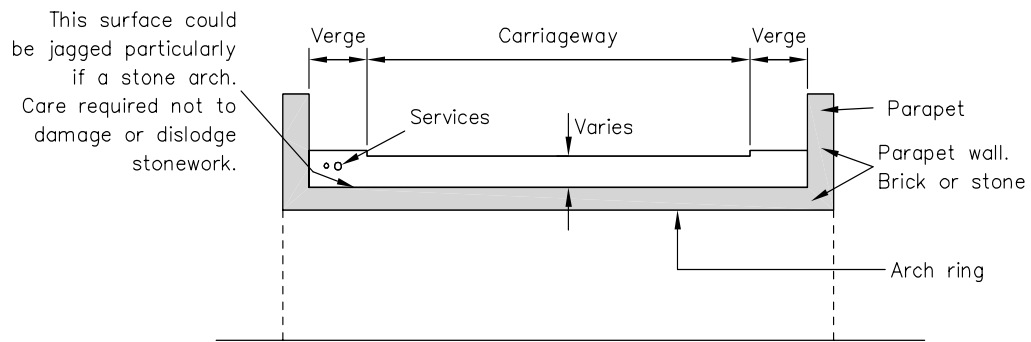 This surface could
be jagged particularly
if a stone arch.
Care required not to
damage or dislodge
stonework.
Verge
Carriageway
Verge
Services
Varies
Parapet
Parapet wall.
Brick or stone
Arch ring